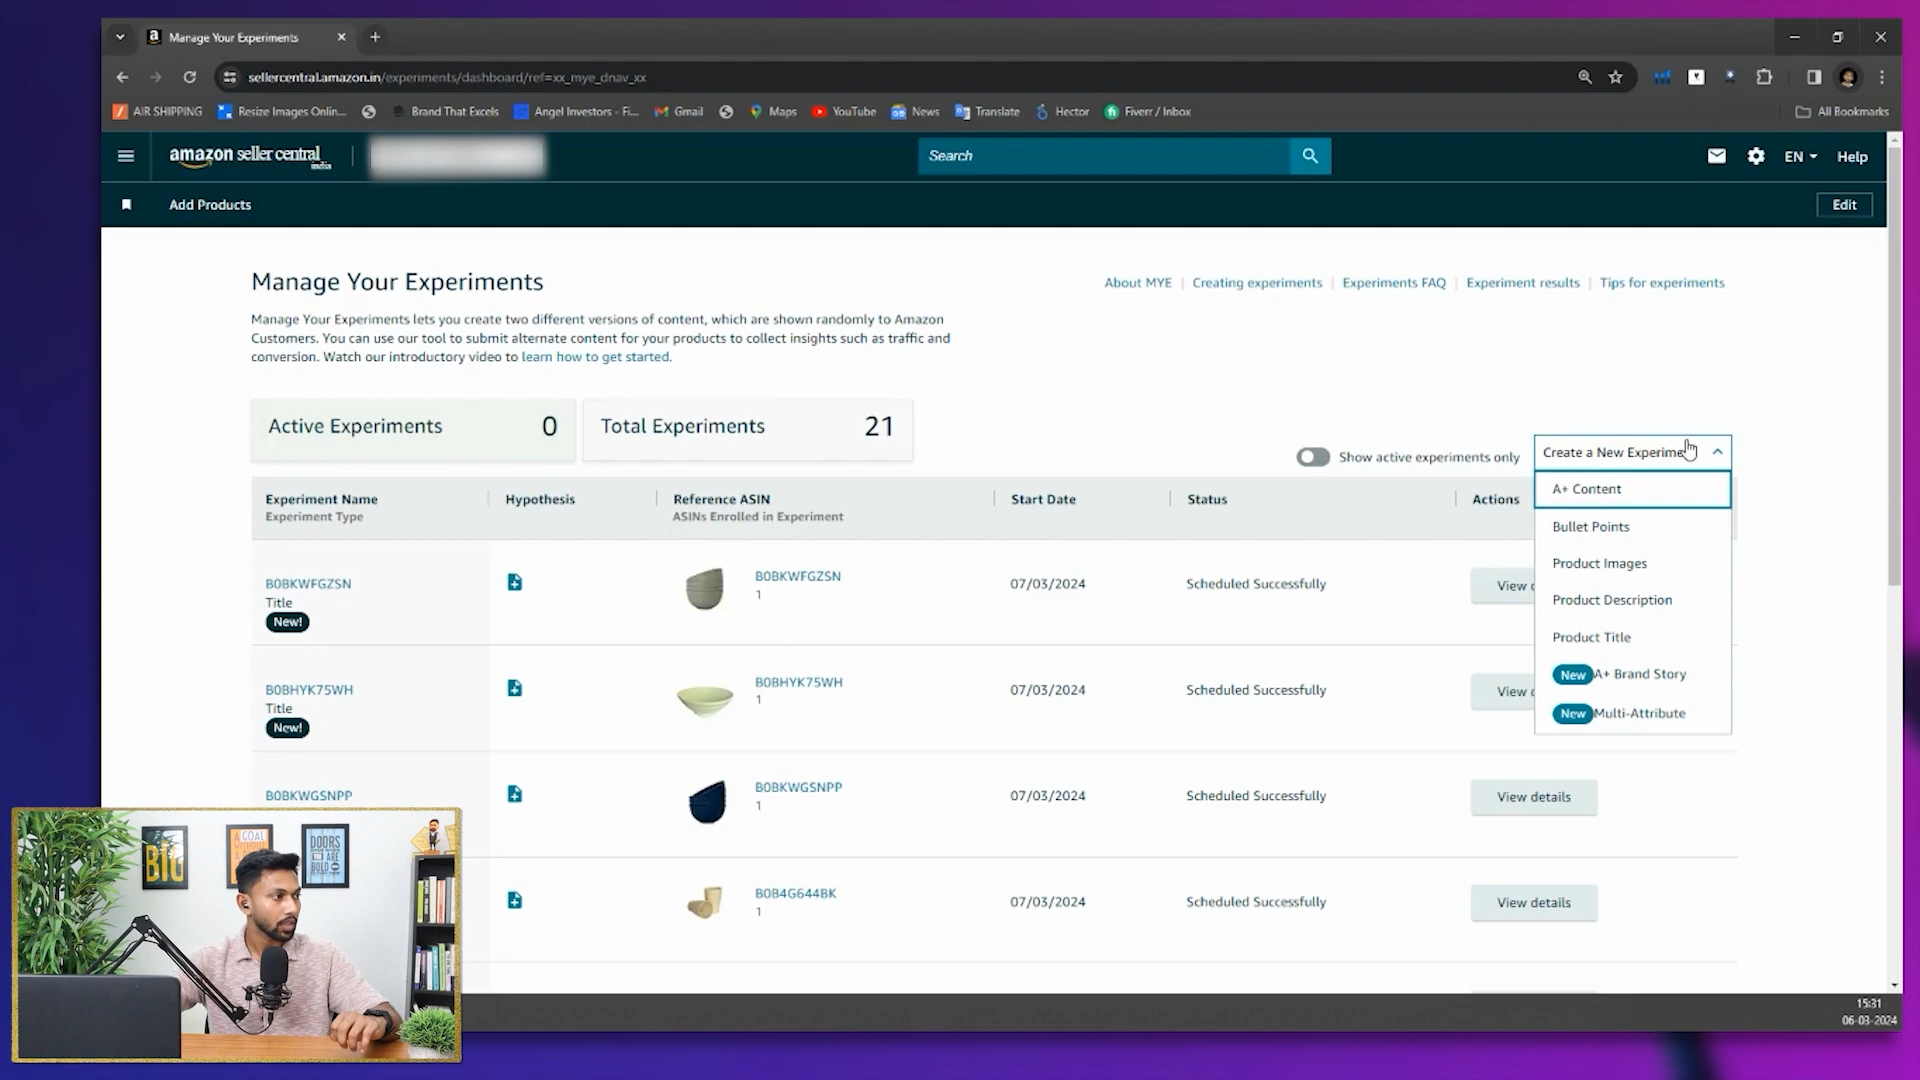 Manage Your Experiments
sellercentral.amazon.in/experiments/dashboard/ref=xx_mye_dnav_xx
AIR SHIPPING
Resize Images Onlin...
Brand That Excels
Angel Investors - Fi...
Gmail
Maps
YouTube
News
Translate
Hector
Fiverr / Inbox
All Bookmarks
amazon seller central
india
Search
EN
Help
Add Products
Edit
Manage Your Experiments
About MYE | Creating experiments | Experiments FAQ | Experiment results | Tips for experiments
Manage Your Experiments lets you create two different versions of content, which are shown randomly to Amazon
Customers. You can use our tool to submit alternate content for your products to collect insights such as traffic and
conversion. Watch our introductory video to learn how to get started.
Active Experiments 0
Total Experiments 21
Show active experiments only
Create a New Experime
A+ Content
Bullet Points
Product Images
Product Description
Product Title
New A+ Brand Story
New Multi-Attribute
Experiment Name
Experiment Type
Hypothesis
Reference ASIN
ASINs Enrolled in Experiment
Start Date
Status
Actions
B0BKWFGZSN
Title
New!
B0BKWFGZSN
1
07/03/2024
Scheduled Successfully
View
B0BHYK75WH
Title
New!
B0BHYK75WH
1
07/03/2024
Scheduled Successfully
View
B0BKWGSNPP
B0BKWGSNPP
1
07/03/2024
Scheduled Successfully
View details
B0B4G644BK
1
07/03/2024
Scheduled Successfully
View details
BIG
A GOAL
WITHOUT A
DOORS
ARE
BOLD
15:31
06-03-2024